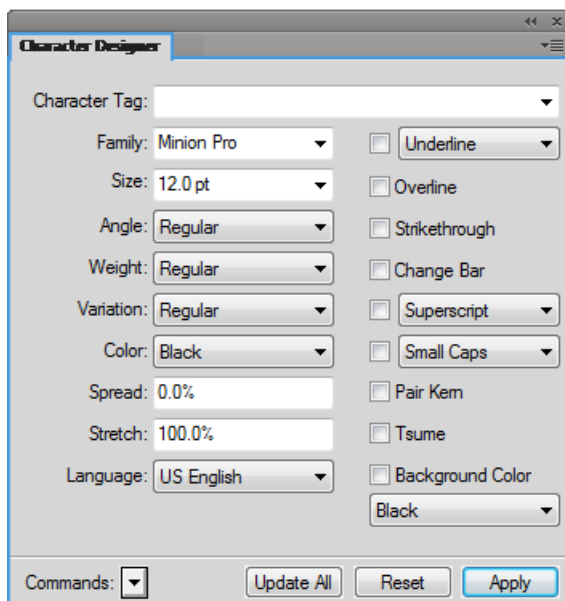 Character Designer
Character Tag:
Family: Minion Pro Underline
Size: 12.0 pt Overline
Angle: Regular Strikethrough
Weight: Regular Change Bar
Variation: Regular Superscript
Color: Black Small Caps
Spread: 0.0% Pair Kern
Stretch: 100.0% Tsume
Language: US English Background Color
Black
Commands: Update All Reset Apply